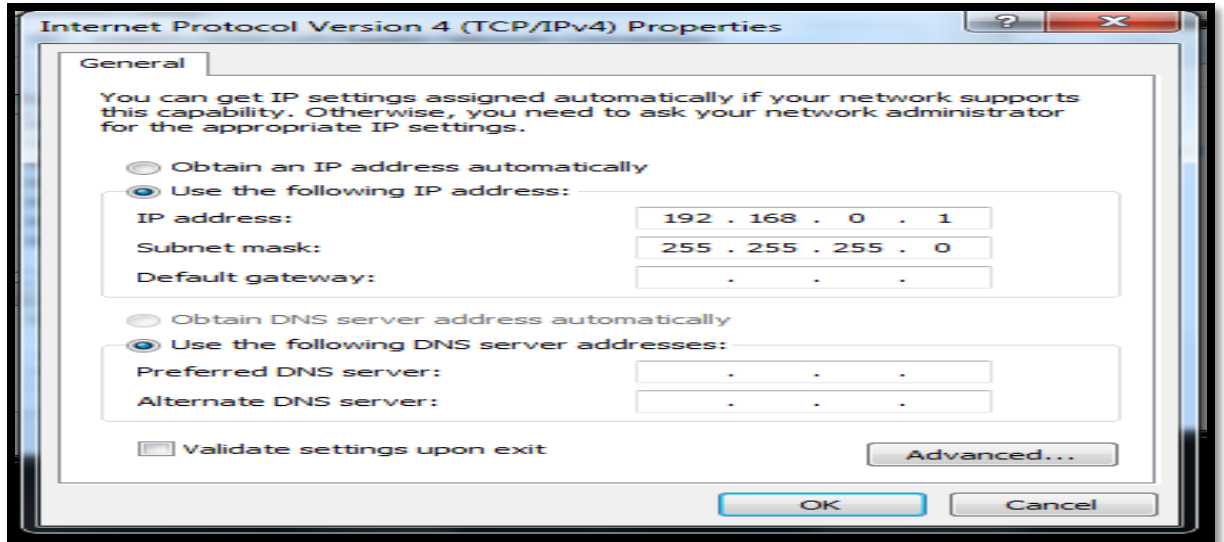 Internet Protocol Version 4 (TCP/IPv4) Properties
?
General
You can get IP settings assigned automatically if your network supports
this capability. Otherwise, you need to ask your network administrator
for the appropriate IP settings.
Obtain an IP address automatically
Use the following IP address:
IP address: 192 . 168 . 0 . 1
Subnet mask: 255 . 255 . 255 . 0
Default gateway: . . .
Obtain DNS server address automatically
Use the following DNS server addresses:
Preferred DNS server: . . .
Alternate DNS server: . . .
Validate settings upon exit
Advanced...
OK Cancel